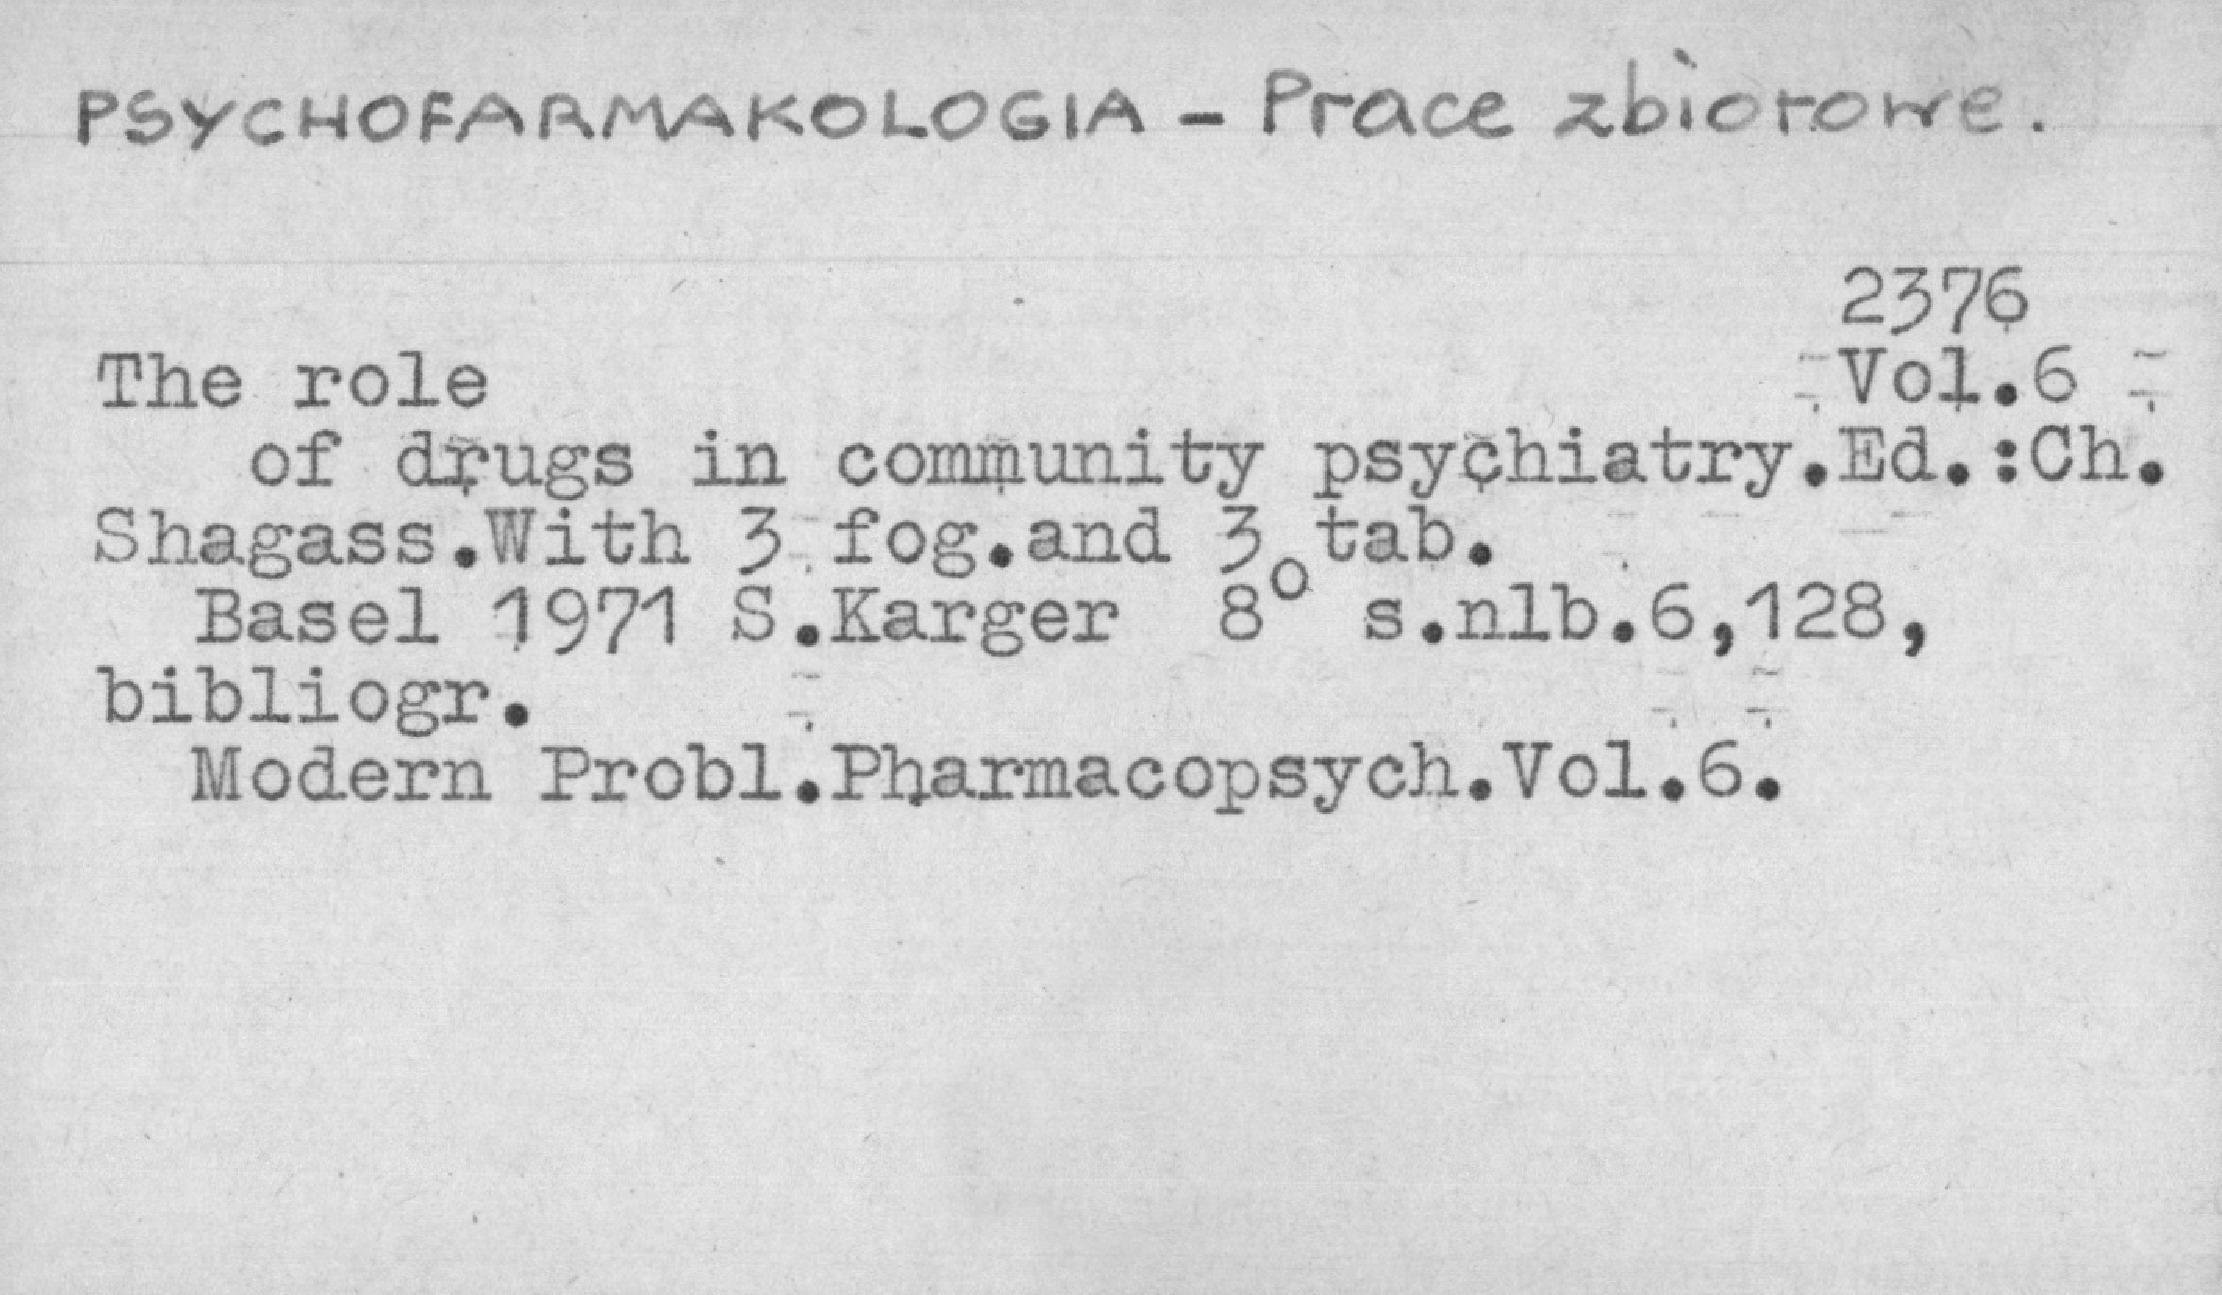 PSYCHOFARMAKOLOGIA - Prace zbiorowe.
2376
The role
Vol.6
of drugs in community psychiatry.Ed.:Ch.
Shagass.With 3 fog.and 3 tab.
Basel 1971 S.Karger 8° s.nlb.6,128,
bibliogr.
Modern Probl.Pharmacopsych.Vol.6.